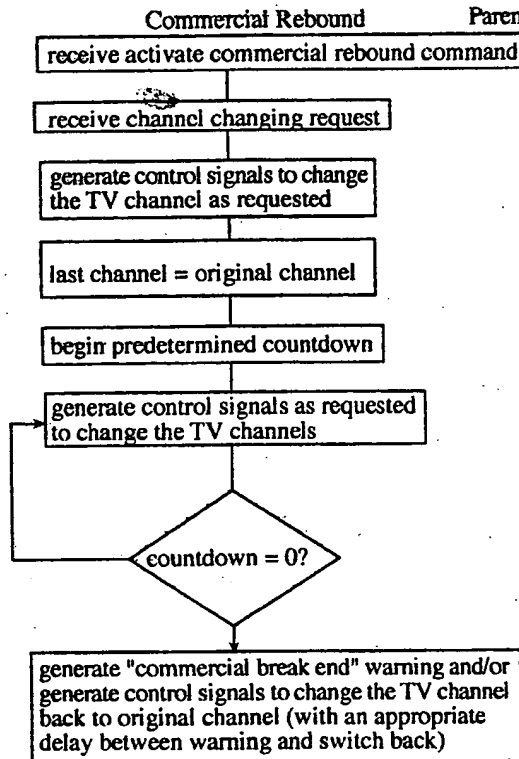 Commercial Rebound
Paren
receive activate commercial rebound command
receive channel changing request
generate control signals to change
the TV channel as requested
last channel = original channel
begin predetermined countdown
generate control signals as requested
to change the TV channels
countdown = 0?
generate "commercial break end" warning and/or
generate control signals to change the TV channel
back to original channel (with an appropriate
delay between warning and switch back)